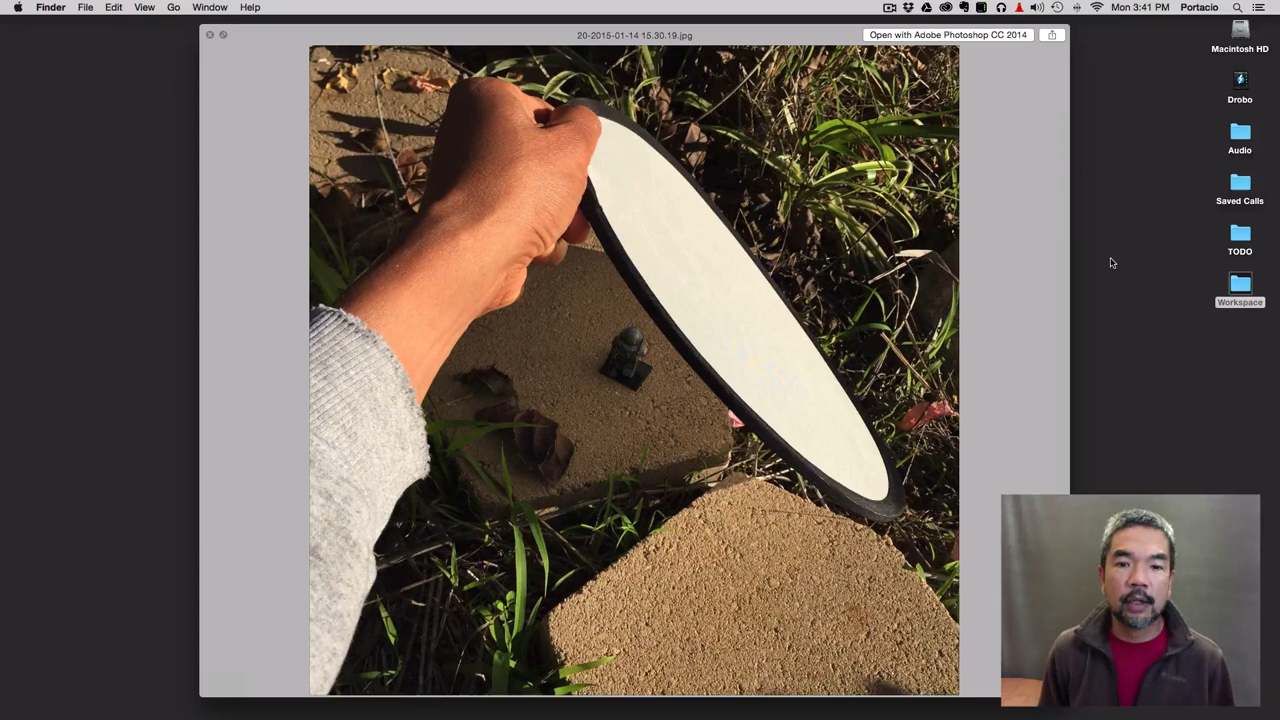 Finder File Edit View Go Window Help Mon 3:41 PM Portacio
20-2015-01-14 15.30.19.jpg Open with Adobe Photoshop CC 2014
Macintosh HD
Drobo
Audio
Saved Calls
TODO
Workspace